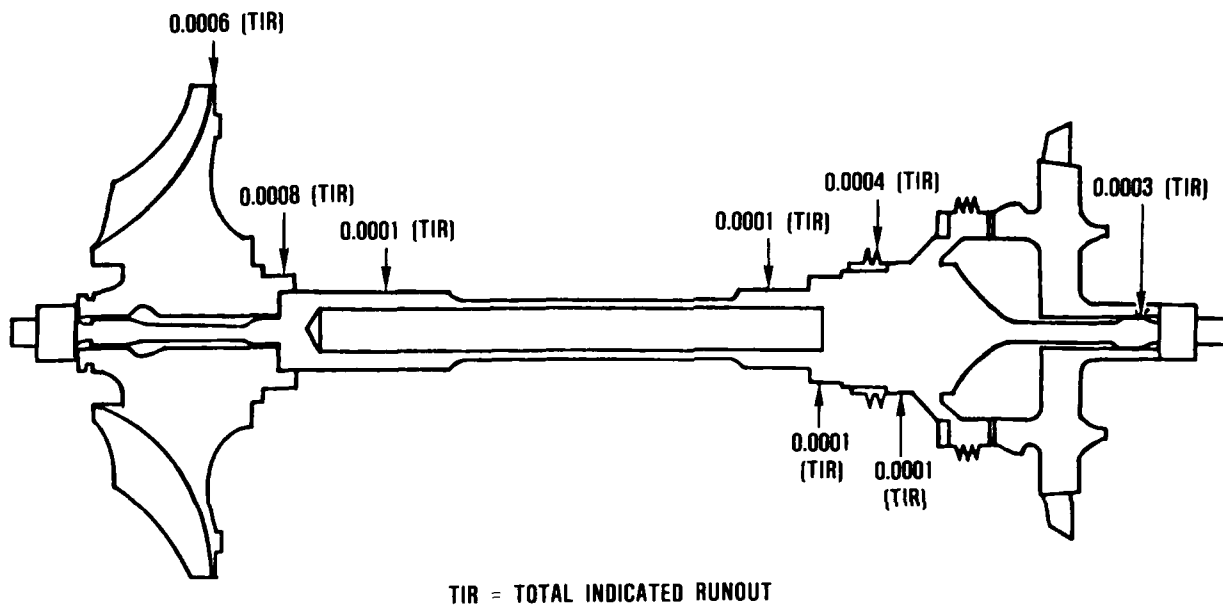 0.0006 (TIR)
0.0008 (TIR)
0.0001 (TIR)
0.0001 (TIR)
0.0004 (TIR)
0.0003 (TIR)
0.0001
(TIR)
0.0001
(TIR)
TIR = TOTAL INDICATED RUNOUT